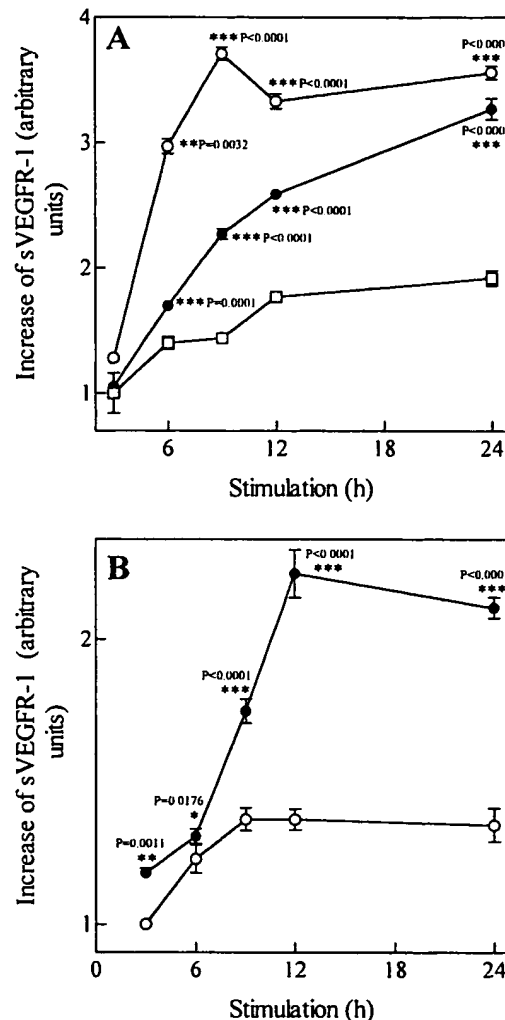 A
4
3
2
1
Increase of sVEGFR-1 (arbitrary
units)
*** P<0.0001
*** P<0.0001
P<0.000
***
** P=0.0032
P<0.000
***
*** P<0.0001
*** P<0.0001
*** P=0.0001
6
12
18
24
Stimulation (h)
B
2
1
Increase of sVEGFR-1 (arbitrary
units)
P<0.0001
***
P<0.000
***
P<0.0001
***
P=0.0176
*
P=0.0011
**
0
6
12
18
24
Stimulation (h)